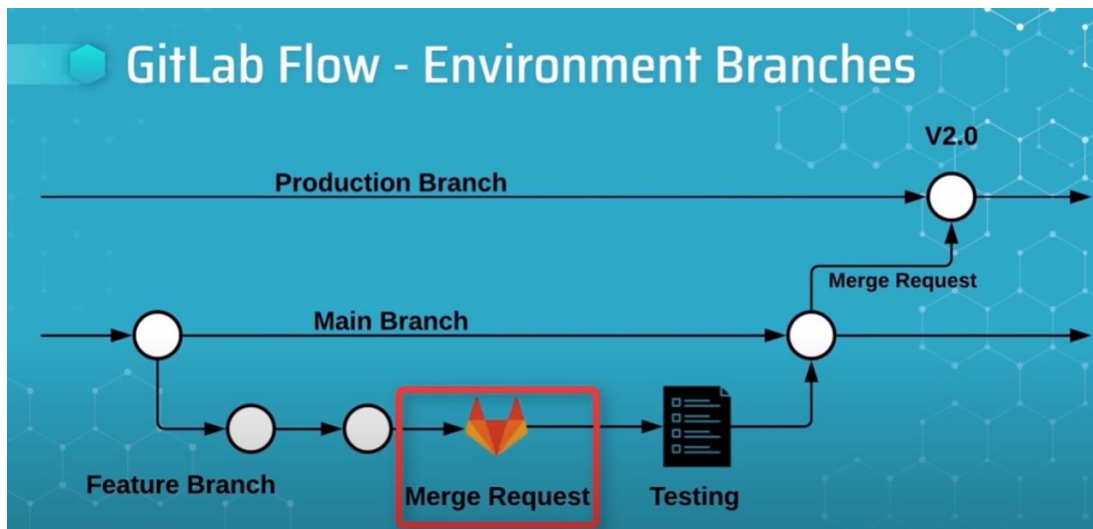 GitLab Flow - Environment Branches
V2.0
Production Branch
Merge Request
Main Branch
Feature Branch
Merge Request
Testing